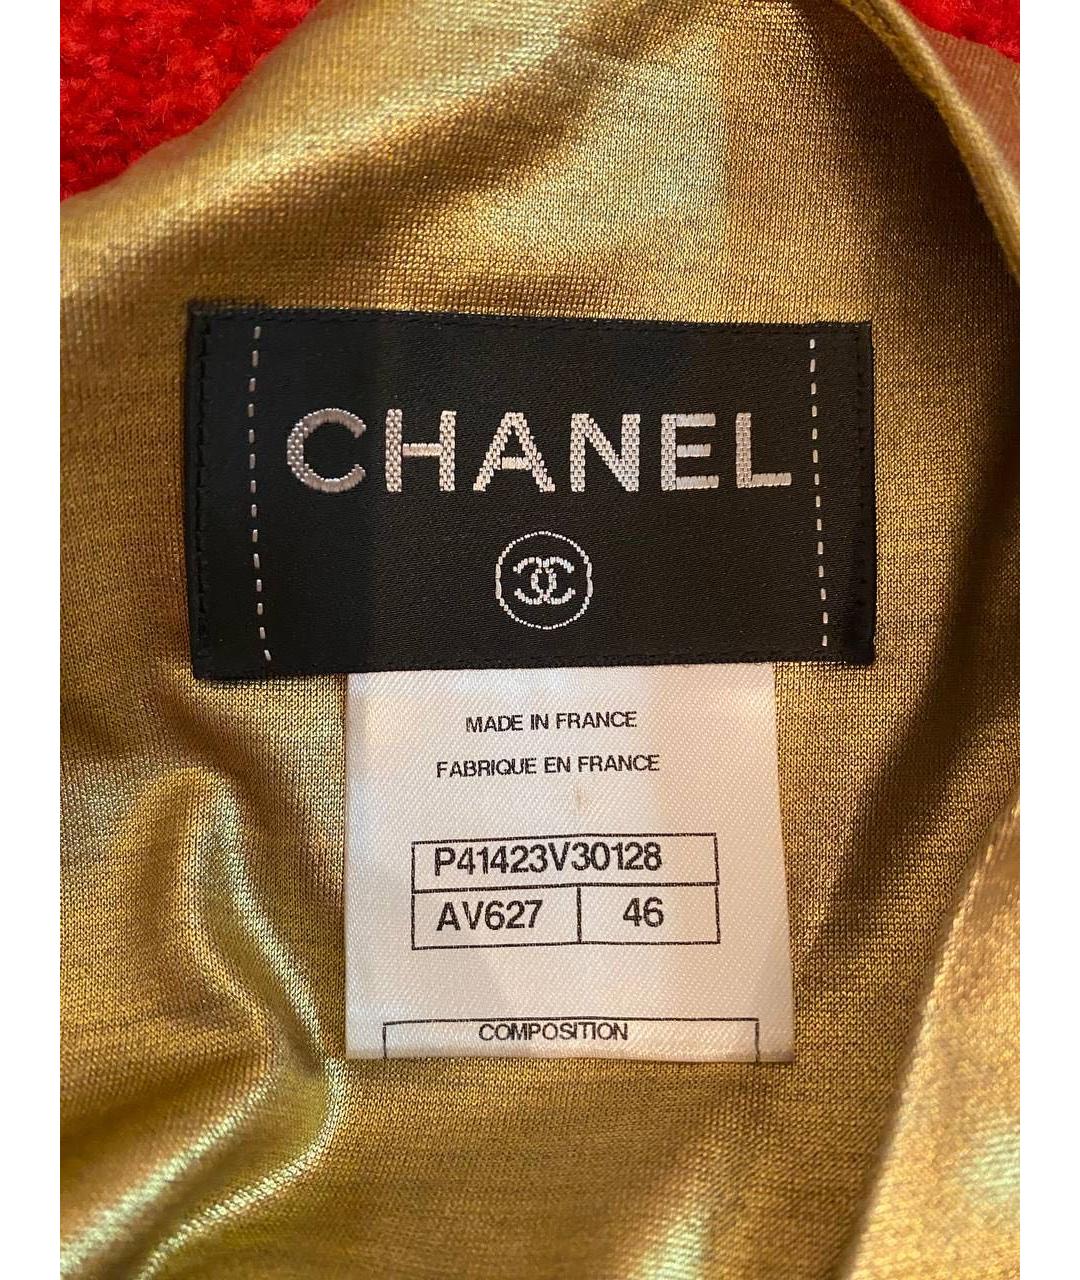 CHANEL
MADE IN FRANCE
FABRIQUE EN FRANCE
P41423V30128
AV627 46
COMPOSITION